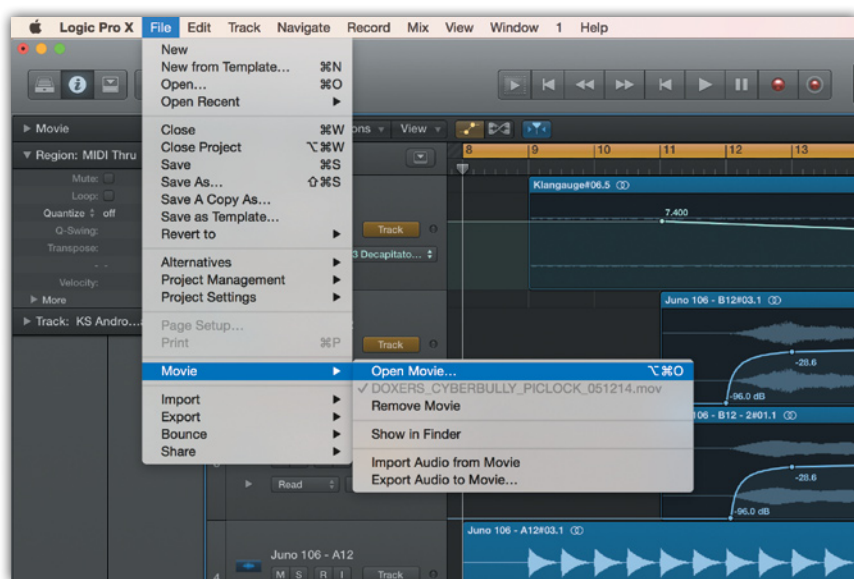 Logic Pro X File Edit Track Navigate Record Mix View Window 1 Help
New
New from Template... ⌘N
Open... ⌘O
Open Recent
Close ⌘W
Close Project ⌥⌘W
Save ⌘S
Save As... ⇧⌘S
Save A Copy As...
Save as Template...
Revert to
Alternatives
Project Management
Project Settings
Page Setup...
Print ⌘P
Movie
Import
Export
Bounce
Share
Open Movie... ⌥⌘O
✓ DOXERS_CYBERBULLY_PICLOCK_051214.mov
Remove Movie
Show in Finder
Import Audio from Movie
Export Audio to Movie...
Movie
Region: MIDI Thru
Mute:
Loop:
Quantize off
Q-Swing:
Transpose:
- -
Velocity:
More
Track: KS Andro...
View
8 9 10 11 12 13
Klangauge#06.5
7.400
Track
3 Decapitato...
Juno 106 - B12#03.1
Track
-28.6
-96.0 dB
106 - B12 - 2#01.1
-28.6
-96.0 dB
Read
Juno 106 - A12#03.1
Juno 106 - A12
4 M S R I Track